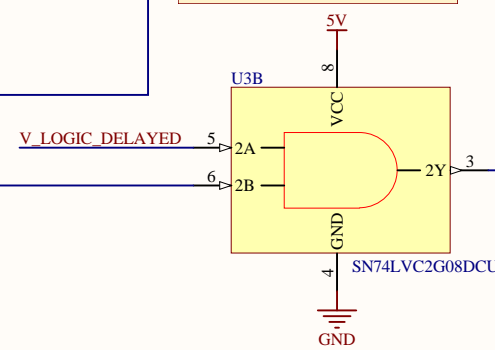 5V
8
U3B
VCC
V_LOGIC_DELAYED
5
2A
2Y
3
6
2B
GND
4
SN74LVC2G08DCU
GND